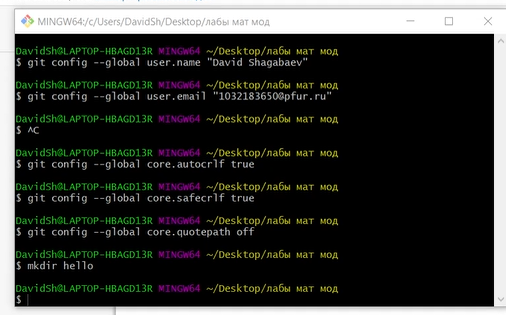 MINGW64:/c/Users/DavidSh/Desktop/лабы мат мод
DavidSh@LAPTOP-HBAGD13R MINGW64 ~/Desktop/лабы мат мод
$ git config --global user.name "David Shagabaev"
DavidSh@LAPTOP-HBAGD13R MINGW64 ~/Desktop/лабы мат мод
$ git config --global user.email "1032183650@pfur.ru"
DavidSh@LAPTOP-HBAGD13R MINGW64 ~/Desktop/лабы мат мод
$ ^C
DavidSh@LAPTOP-HBAGD13R MINGW64 ~/Desktop/лабы мат мод
$ git config --global core.autocrlf true
DavidSh@LAPTOP-HBAGD13R MINGW64 ~/Desktop/лабы мат мод
$ git config --global core.safecrlf true
DavidSh@LAPTOP-HBAGD13R MINGW64 ~/Desktop/лабы мат мод
$ git config --global core.quotepath off
DavidSh@LAPTOP-HBAGD13R MINGW64 ~/Desktop/лабы мат мод
$ mkdir hello
DavidSh@LAPTOP-HBAGD13R MINGW64 ~/Desktop/лабы мат мод
$